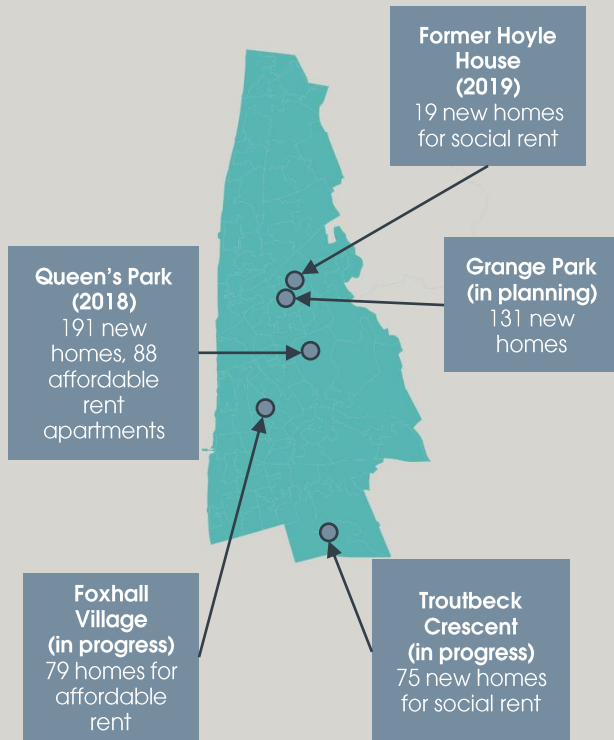 Former Hoyle
House
(2019)
19 new homes
for social rent
Grange Park
(in planning)
131 new
homes
Queen's Park
(2018)
191 new
homes, 88
affordable
rent
apartments
Foxhall
Village
(in progress)
79 homes for
affordable
rent
Troutbeck
Crescent
(in progress)
75 new homes
for social rent